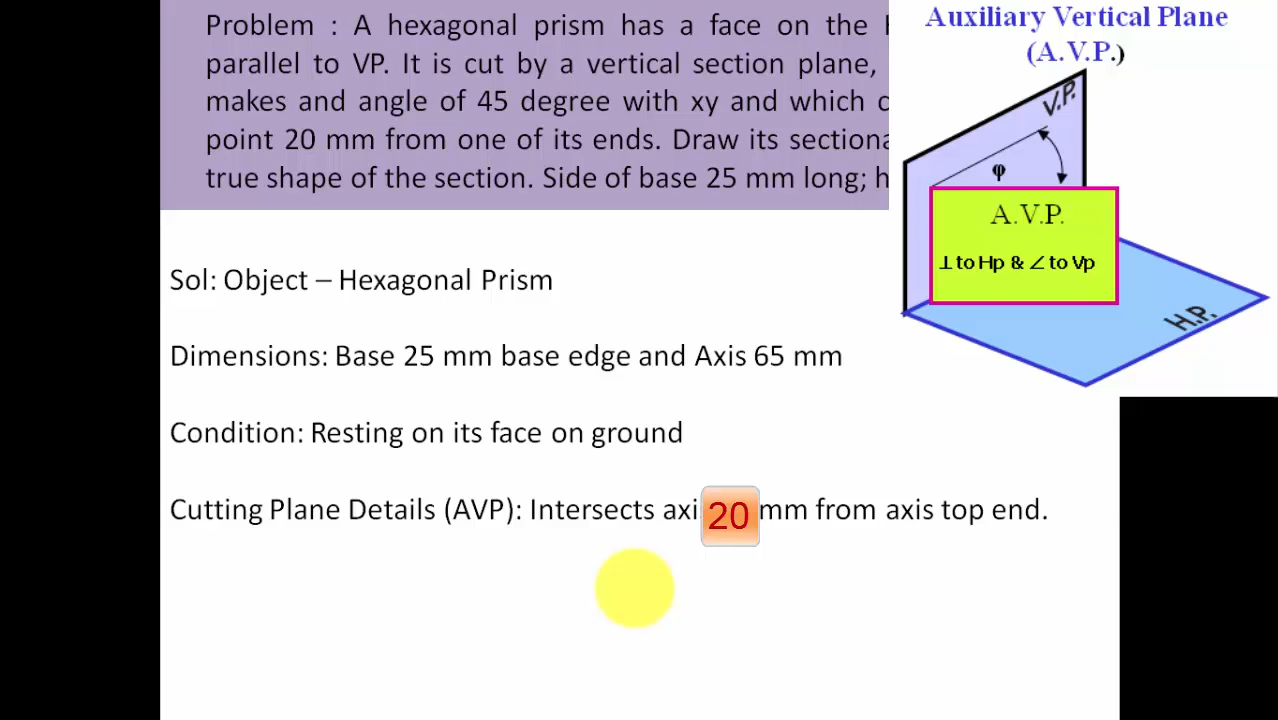 Problem : A hexagonal prism has a face on the
parallel to VP. It is cut by a vertical section plane,
makes and angle of 45 degree with xy and which
point 20 mm from one of its ends. Draw its
true shape of the section. Side of base 25 mm long;
Auxiliary Vertical Plane
(A.V.P.)
V.P.
φ
A.V.P.
⊥ to Hp & ∠ to Vp
H.P.
Sol: Object – Hexagonal Prism
Dimensions: Base 25 mm base edge and Axis 65 mm
Condition: Resting on its face on ground
Cutting Plane Details (AVP): Intersects 20 mm from axis top end.